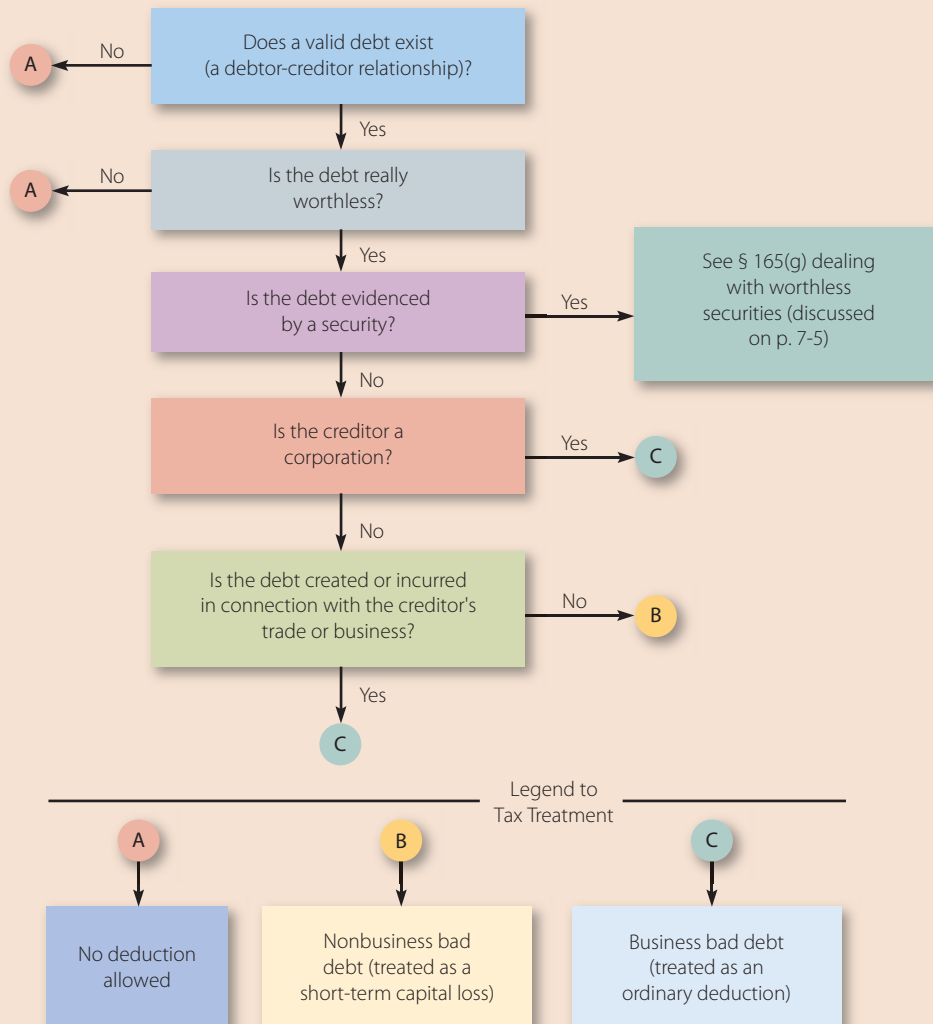 Does a valid debt exist
(a debtor-creditor relationship)?
No
A
Yes
Is the debt really
worthless?
No
A
Yes
Is the debt evidenced
by a security?
Yes
See § 165(g) dealing
with worthless
securities (discussed
on p. 7-5)
No
Is the creditor a
corporation?
Yes
C
No
Is the debt created or incurred
in connection with the creditor's
trade or business?
No
B
Yes
C
Legend to
Tax Treatment
A
B
C
No deduction
allowed
Nonbusiness bad
debt (treated as a
short-term capital loss)
Business bad debt
(treated as an
ordinary deduction)